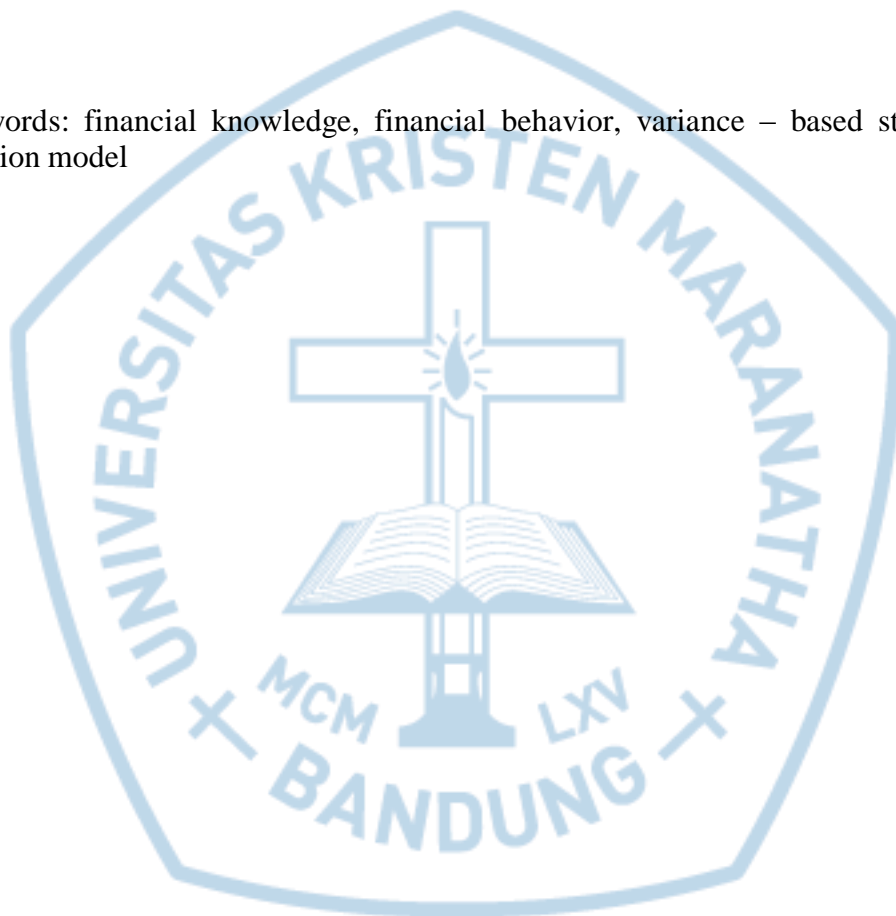 words: financial knowledge, financial behavior, variance – based st
ion model
UNIVERSITAS KRISTEN MARANATHA
MCM LXV
BANDUNG